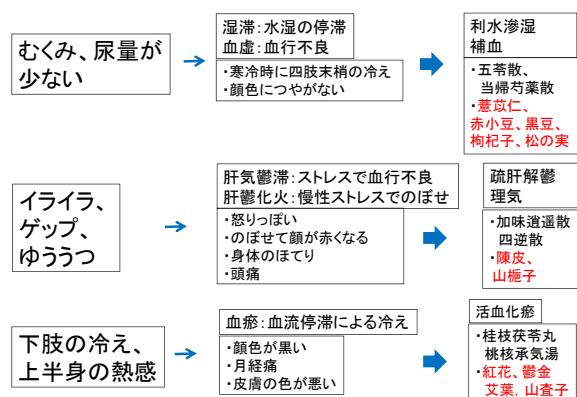 むくみ、尿量が
少ない
湿滞：水湿の停滞
血虚：血行不良
・寒冷時に四肢末梢の冷え
・顔色につやがない
利水滲湿
補血
・五苓散、
当帰芍薬散
・薏苡仁、
赤小豆、黒豆、
枸杞子、松の実
イライラ、
ゲップ、
ゆううつ
肝気鬱滞：ストレスで血行不良
肝鬱化火：慢性ストレスでのぼせ
・怒りっぽい
・のぼせて顔が赤くなる
・身体のほてり
・頭痛
疏肝解鬱
理気
・加味逍遥散
四逆散
・陳皮、
山梔子
下肢の冷え、
上半身の熱感
血瘀：血流停滞による冷え
・顔色が黒い
・月経痛
・皮膚の色が悪い
活血化瘀
・桂枝茯苓丸
桃核承気湯
・紅花、鬱金
艾葉，山査子